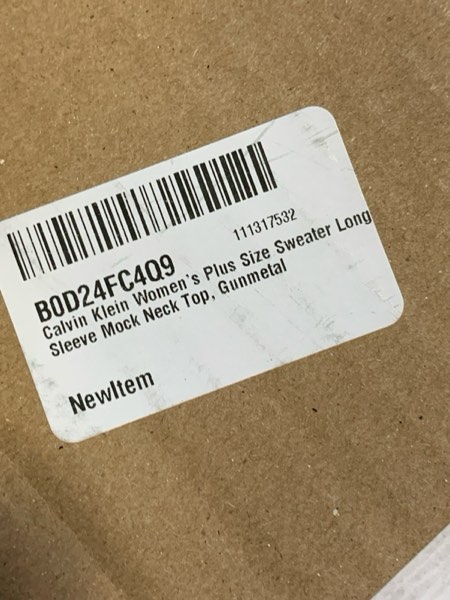 111317532
B0D24FC4Q9
Calvin Klein Women's Plus Size Sweater Long
Sleeve Mock Neck Top, Gunmetal
NewItem